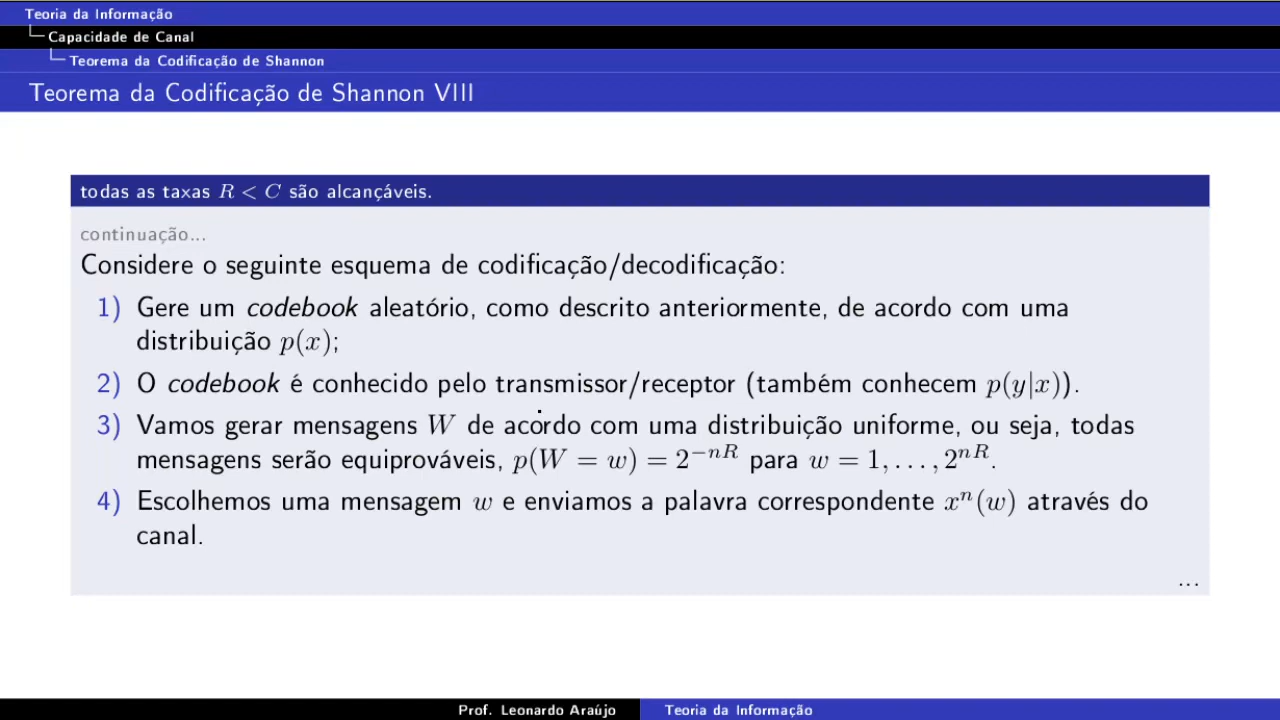 Teoria da Informação
Capacidade de Canal
Teorema da Codificação de Shannon
Teorema da Codificação de Shannon VIII
todas as taxas R < C são alcançáveis.
continuação...
Considere o seguinte esquema de codificação/decodificação:
1) Gere um codebook aleatório, como descrito anteriormente, de acordo com uma
distribuição p(x);
2) O codebook é conhecido pelo transmissor/receptor (também conhecem p(y|x)).
3) Vamos gerar mensagens W de acordo com uma distribuição uniforme, ou seja, todas
mensagens serão equiprováveis, p(W = w) = 2^{-nR} para w = 1, . . . , 2^{nR}.
4) Escolhemos uma mensagem w e enviamos a palavra correspondente x^n(w) através do
canal.
...
Prof. Leonardo Araújo
Teoria da Informação